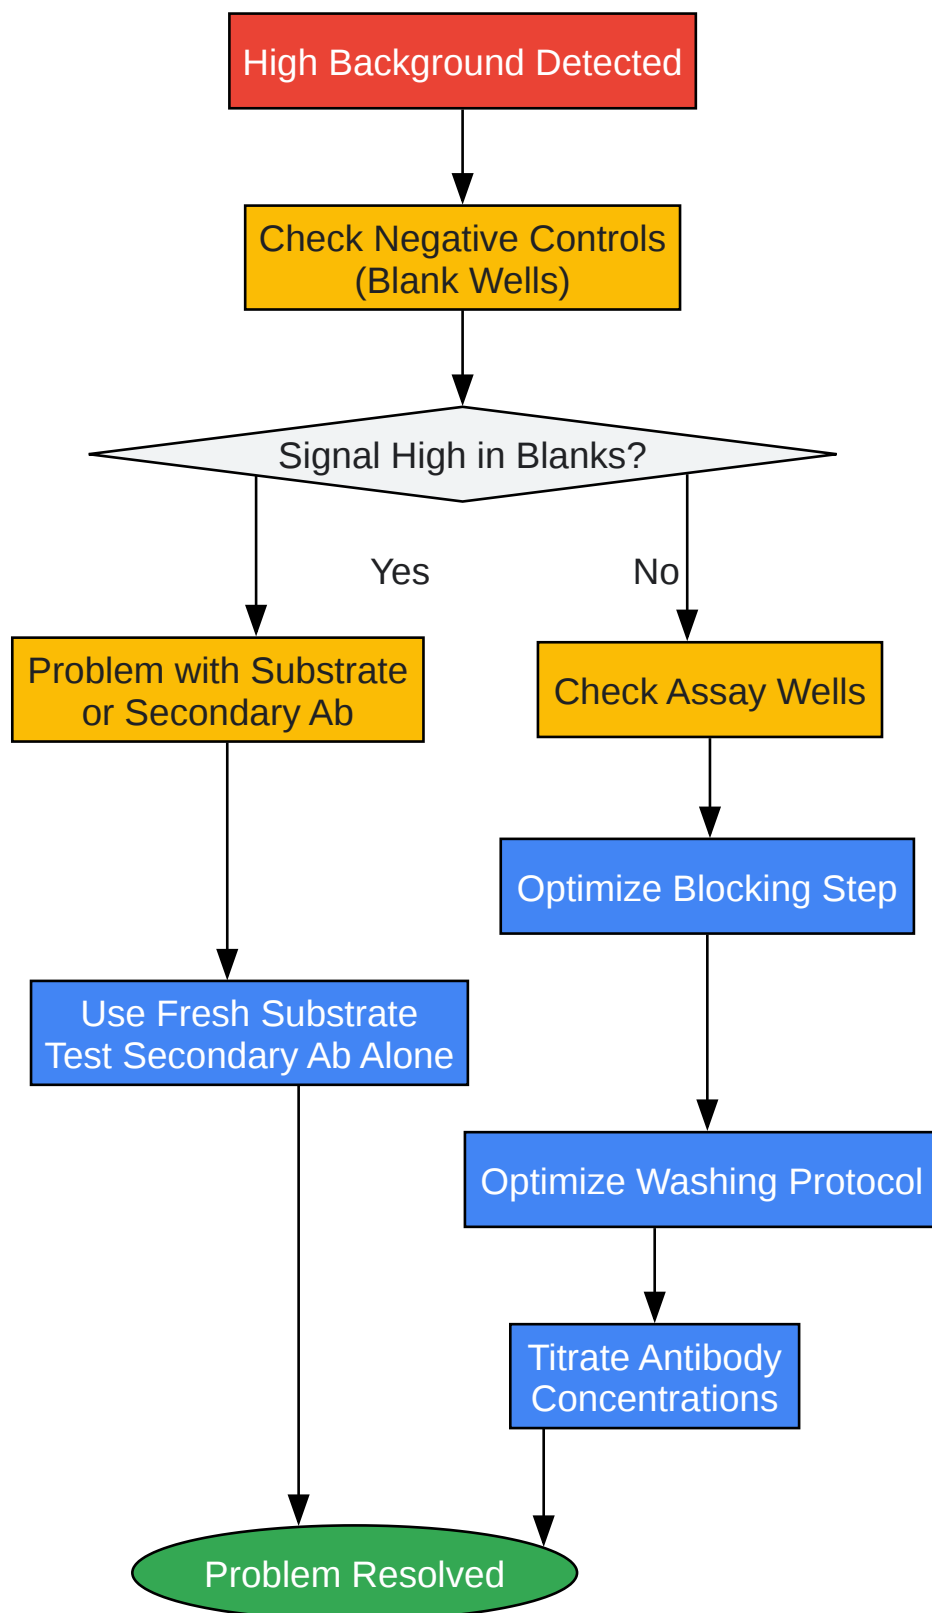 High Background Detected
Check Negative Controls
(Blank Wells)
Signal High in Blanks?
Yes
No
Problem with Substrate
or Secondary Ab
Check Assay Wells
Optimize Blocking Step
Use Fresh Substrate
Test Secondary Ab Alone
Optimize Washing Protocol
Titrate Antibody
Concentrations
Problem Resolved